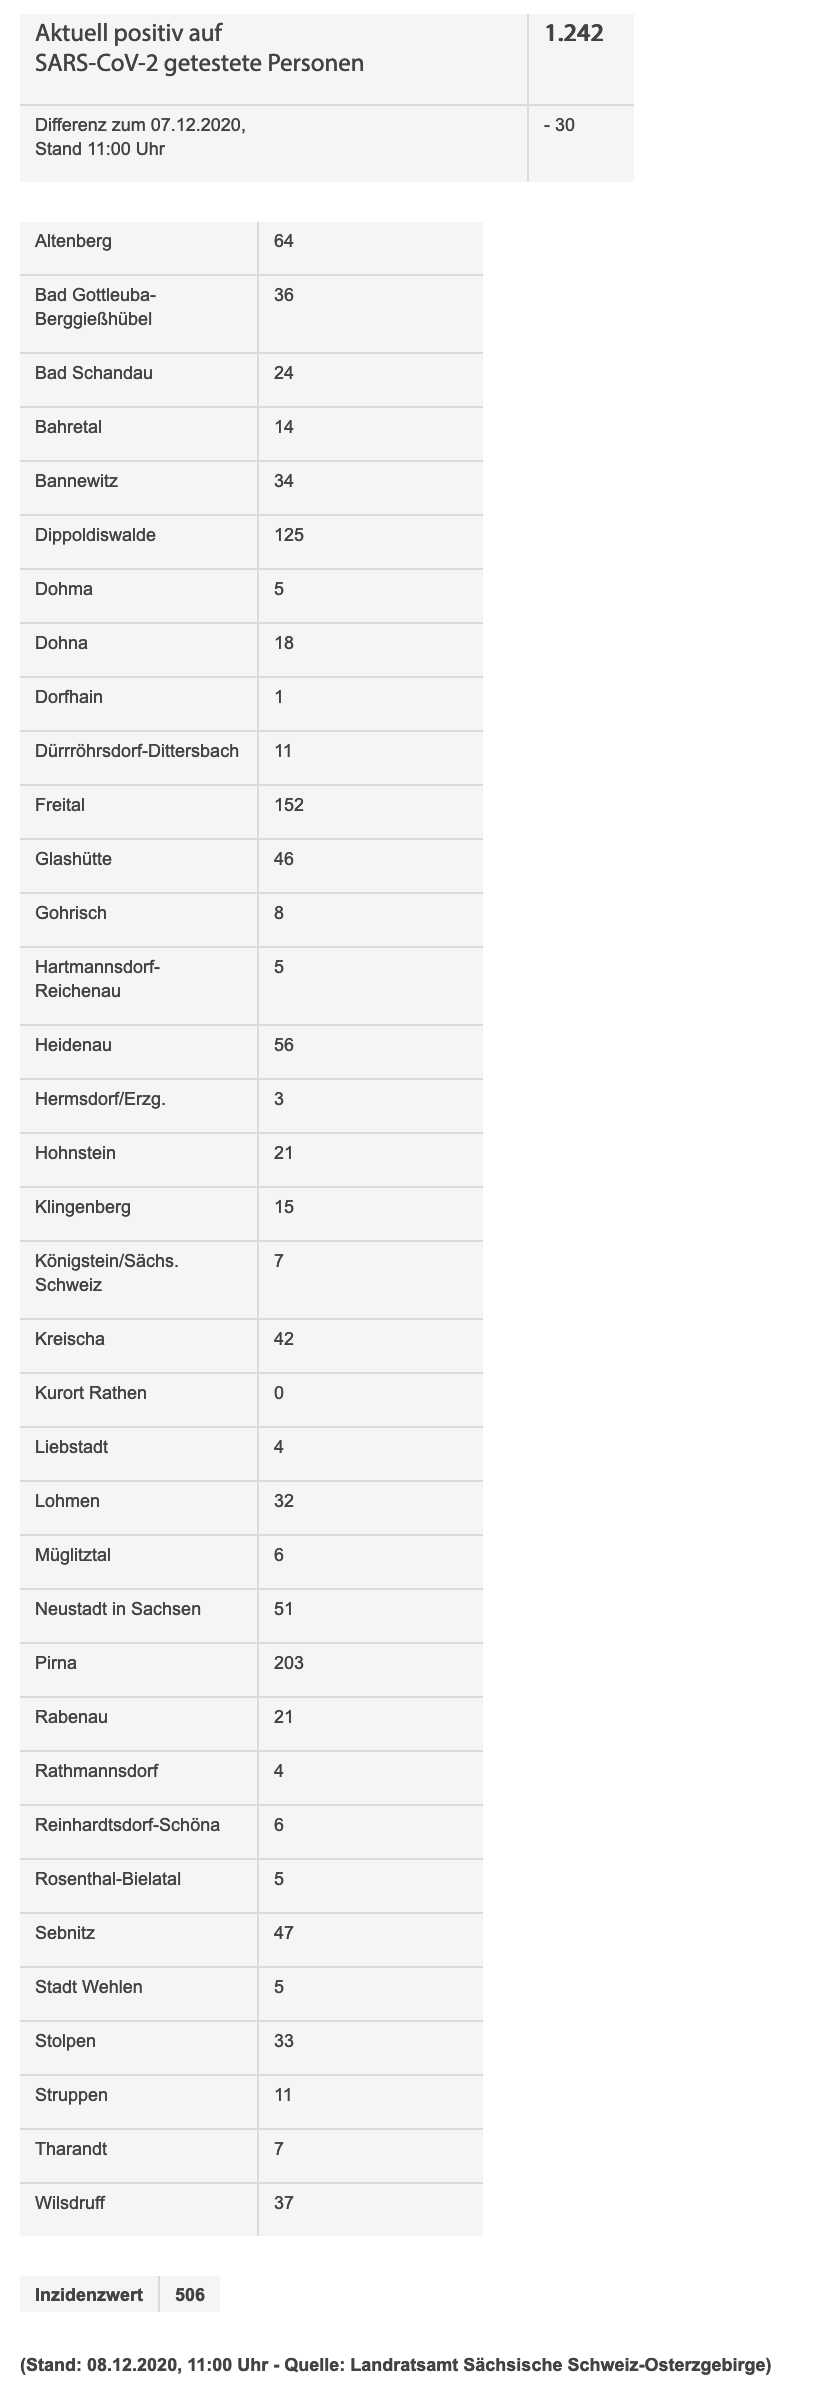 Aktuell positiv auf 1.242
SARS-CoV-2 getestete Personen
Differenz zum 07.12.2020, - 30
Stand 11:00 Uhr
Altenberg 64
Bad Gottleuba- 36
Berggießhübel
Bad Schandau 24
Bahretal 14
Bannewitz 34
Dippoldiswalde 125
Dohma 5
Dohna 18
Dorfhain 1
Dürrröhrsdorf-Dittersbach 11
Freital 152
Glashütte 46
Gohrisch 8
Hartmannsdorf- 5
Reichenau
Heidenau 56
Hermsdorf/Erzg. 3
Hohnstein 21
Klingenberg 15
Königstein/Sächs. 7
Schweiz
Kreischa 42
Kurort Rathen 0
Liebstadt 4
Lohmen 32
Müglitztal 6
Neustadt in Sachsen 51
Pirna 203
Rabenau 21
Rathmannsdorf 4
Reinhardtsdorf-Schöna 6
Rosenthal-Bielatal 5
Sebnitz 47
Stadt Wehlen 5
Stolpen 33
Struppen 11
Tharandt 7
Wilsdruff 37
Inzidenzwert 506
(Stand: 08.12.2020, 11:00 Uhr - Quelle: Landratsamt Sächsische Schweiz-Osterzgebirge)